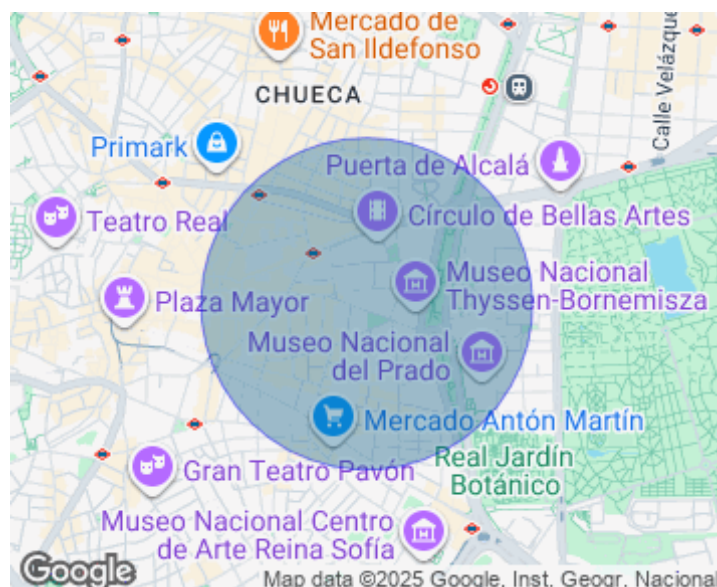 Mercado de
San Ildefonso
CHUECA
Calle Velázque
Primark
Puerta de Alcalá
Teatro Real
Círculo de Bellas Artes
Museo Nacional
Thyssen-Bornemisza
Plaza Mayor
Museo Nacional
del Prado
Mercado Antón Martín
Real Jardín
Botánico
Gran Teatro Pavón
Museo Nacional Centro
de Arte Reina Sofía
Google
Map data ©2025 Google, Inst. Geogr. Nacional